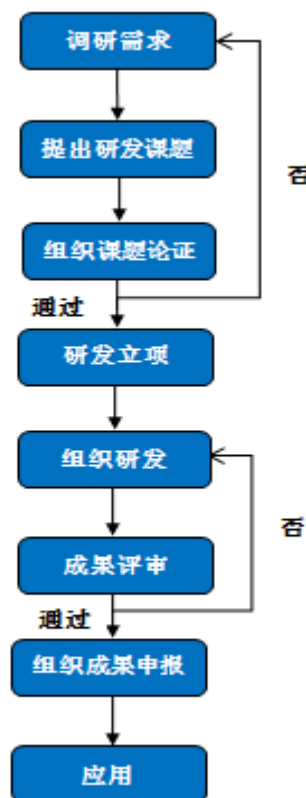 调研需求
提出研发课题
否
组织课题论证
通过
研发立项
组织研发
否
成果评审
通过
组织成果申报
应用